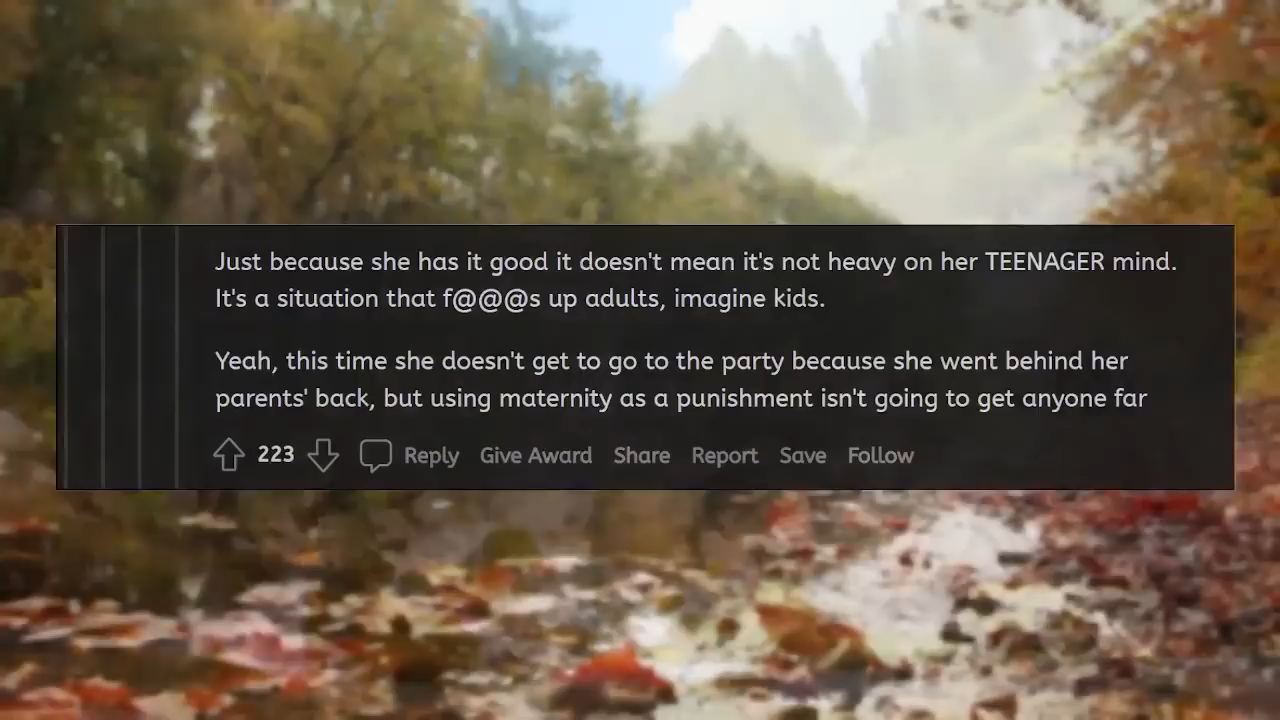 Just because she has it good it doesn't mean it's not heavy on her TEENAGER mind.
It's a situation that f@@@s up adults, imagine kids.
Yeah, this time she doesn't get to go to the party because she went behind her
parents' back, but using maternity as a punishment isn't going to get anyone far
223 Reply Give Award Share Report Save Follow